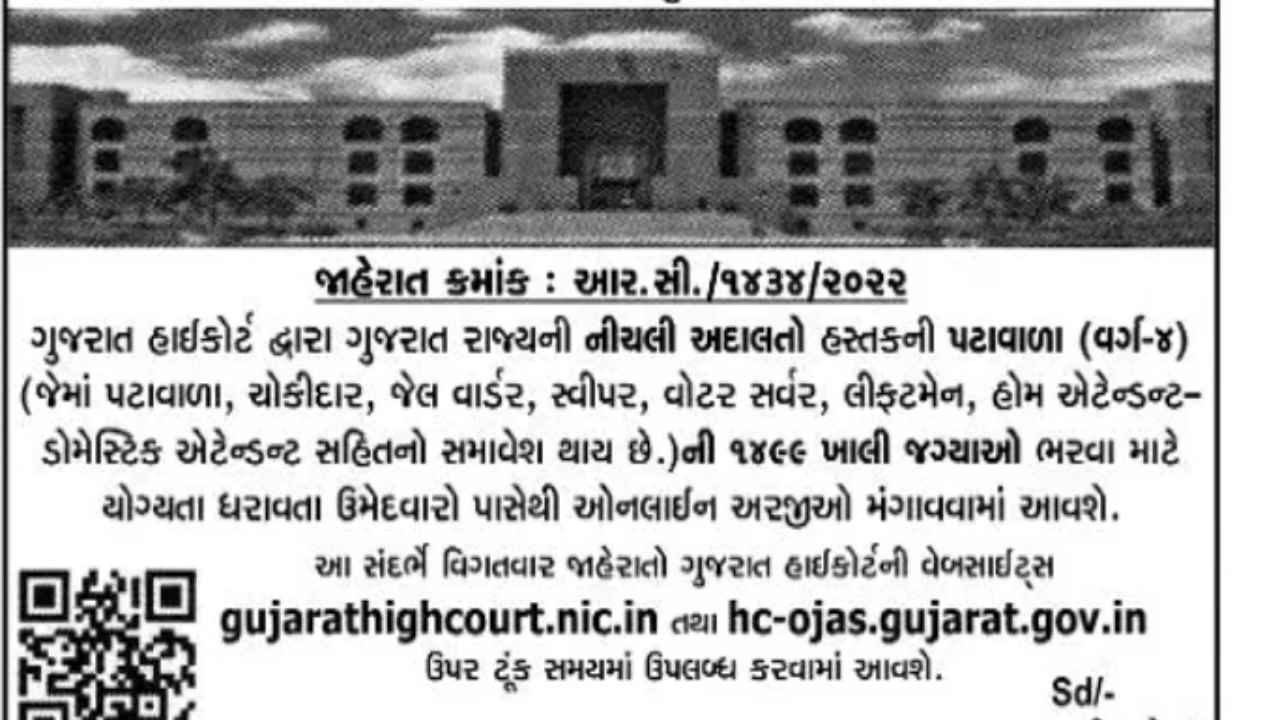 જાહેરાત ક્રમાંક : આર.સી./૧૪૩૪/૨૦૨૨
ગુજરાત હાઈકોર્ટ દ્વારા ગુજરાત રાજ્યની નીચલી અદાલતો હસ્તકની પટાવાળા (વર્ગ-૪)
(જેમાં પટાવાળા, ચોકીદાર, જેલ વાર્ડર, સ્વીપર, વોટર સર્વર, લીફ્ટમેન, હોમ એટેન્ડન્ટ-
ડોમેસ્ટિક એટેન્ડન્ટ સહિતનો સમાવેશ થાય છે.)ની ૧૪૯૯ ખાલી જગ્યાઓ ભરવા માટે
યોગ્યતા ધરાવતા ઉમેદવારો પાસેથી ઓનલાઈન અરજીઓ મંગાવવામાં આવશે.
આ સંદર્ભે વિગતવાર જાહેરાતો ગુજરાત હાઈકોર્ટની વેબસાઈટ્સ
gujarathighcourt.nic.in તથા hc-ojas.gujarat.gov.in
ઉપર ટૂંક સમયમાં ઉપલબ્ધ કરવામાં આવશે.
Sd/-